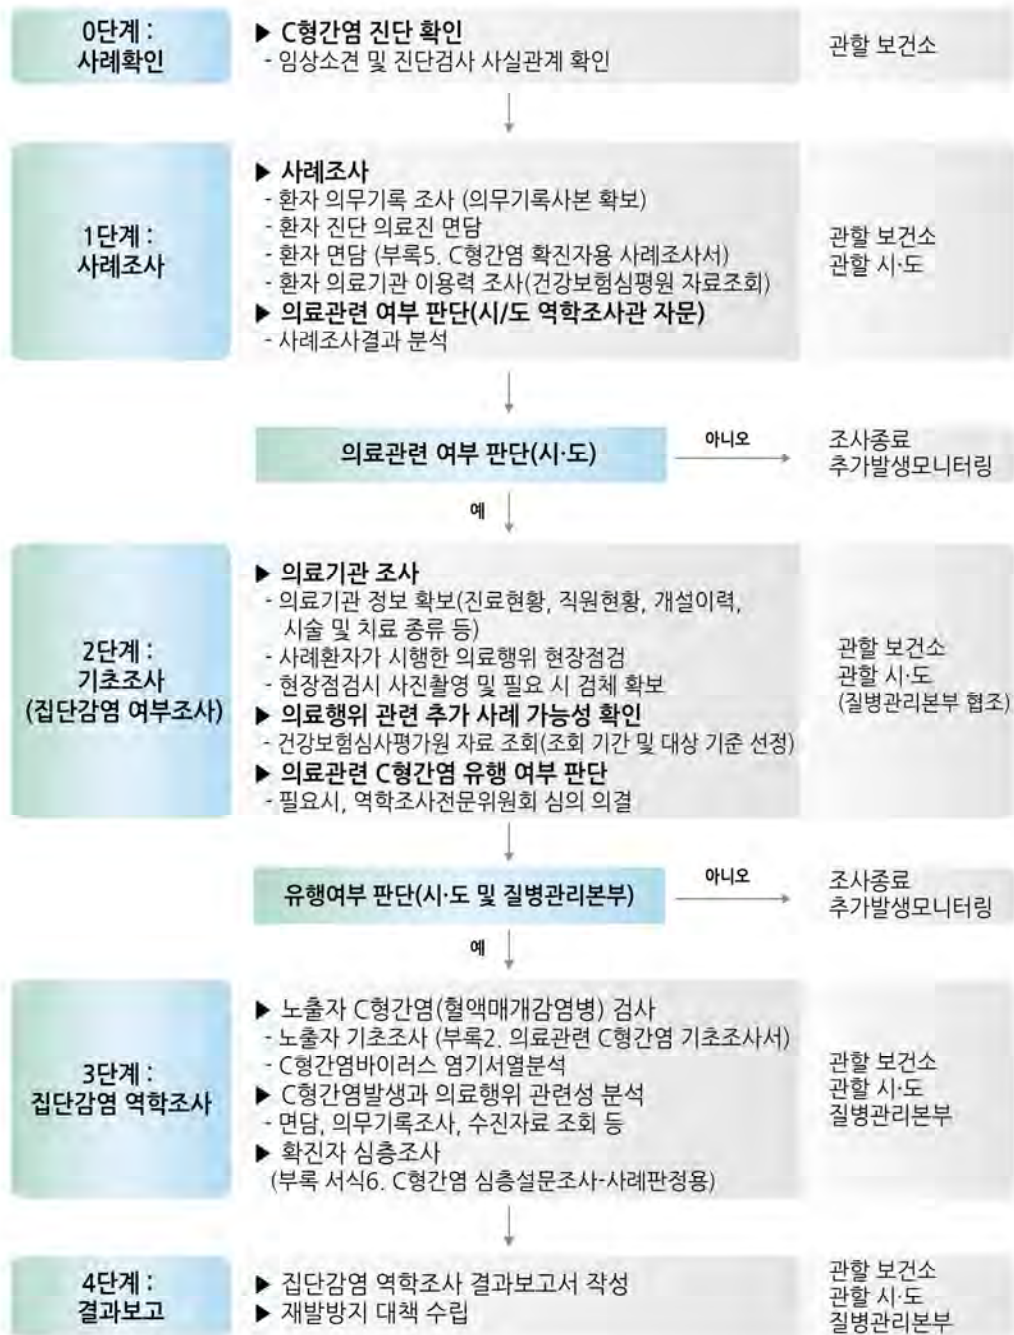 0단계 :
사례확인
▶ C형간염 진단 확인
- 임상소견 및 진단검사 사실관계 확인
관할 보건소
1단계 :
사례조사
▶ 사례조사
- 환자 의무기록 조사 (의무기록사본 확보)
- 환자 진단 의료진 면담
- 환자 면담 (부록5. C형간염 확진자용 사례조사서)
- 환자 의료기관 이용력 조사(건강보험심평원 자료조회)
▶ 의료관련 여부 판단(시/도 역학조사관 자문)
- 사례조사결과 분석
관할 보건소
관할 시·도
의료관련 여부 판단(시·도)
아니오
조사종료
추가발생모니터링
예
2단계 :
기초조사
(집단감염 여부조사)
▶ 의료기관 조사
- 의료기관 정보 확보(진료현황, 직원현황, 개설이력,
시술 및 치료 종류 등)
- 사례환자가 시행한 의료행위 현장점검
- 현장점검시 사진촬영 및 필요 시 검체 확보
▶ 의료행위 관련 추가 사례 가능성 확인
- 건강보험심사평가원 자료 조회(조회 기간 및 대상 기준 선정)
▶ 의료관련 C형간염 유행 여부 판단
- 필요시, 역학조사전문위원회 심의 의결
관할 보건소
관할 시·도
(질병관리본부 협조)
유행여부 판단(시·도 및 질병관리본부)
아니오
조사종료
추가발생모니터링
예
3단계 :
집단감염 역학조사
▶ 노출자 C형간염(혈액매개감염병) 검사
- 노출자 기초조사 (부록2. 의료관련 C형간염 기초조사서)
- C형간염바이러스 염기서열분석
▶ C형간염발생과 의료행위 관련성 분석
- 면담, 의무기록조사, 수진자료 조회 등
▶ 확진자 심층조사
(부록 서식6. C형간염 심층설문조사-사례판정용)
관할 보건소
관할 시·도
질병관리본부
4단계 :
결과보고
▶ 집단감염 역학조사 결과보고서 작성
▶ 재발방지 대책 수립
관할 보건소
관할 시·도
질병관리본부